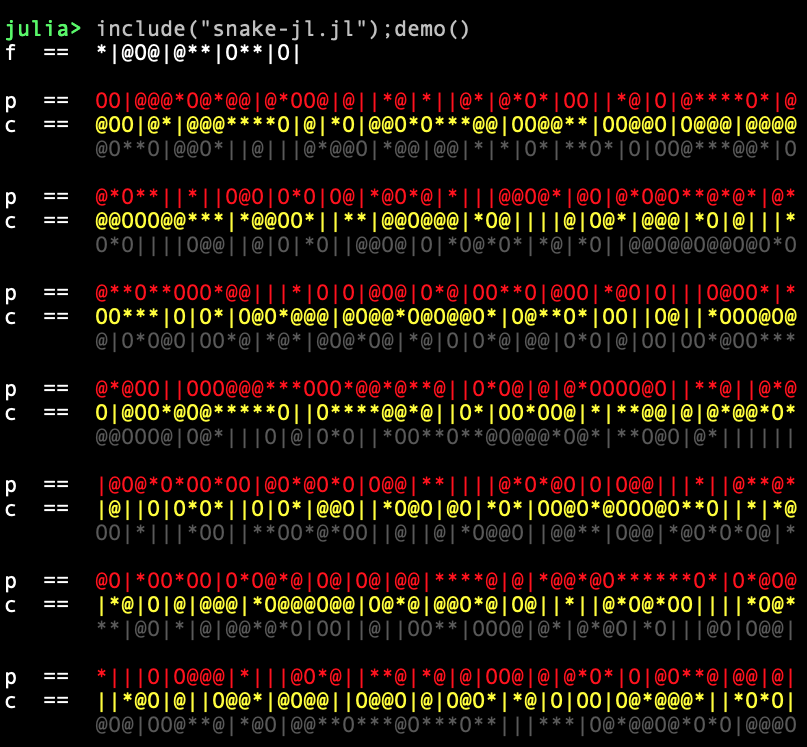 julia> include("snake-jl.jl");demo()
f  ==  *|@O@|@**|O**|O|
p  ==  OO|@@@*O@*@@|@*OO@|@||*@|*||@*|@*O*|OO||*@|O|@****O*|@
c  ==  @OO|@*|@@@****O|@|*O|@@O*O***@@|OO@@**|OO@@O|O@@@|@@@@
@O**O|@@O*||@|||@*@@O|*@@|@@|*|*|O*|**O*|O|OO@***@@*|O
p  ==  @*O**||*||O@O|O*O|O@|*@O*@|*|||@@O@*|@O|@*O@O**@*@*|@*
c  ==  @@OOO@@***|*@@OO*||**|@@O@@@|*O@||||@|O@*|@@@|*O|@|||*
O*O||||O@@||@|O|*O||@@O@|O|*O@*O*|*@|*O||@@O@@O@@O@O*O
p  ==  @**O**OOO*@@|||*|O|O|@O@|O*@|OO**O|@OO|*@O|O|||O@OO*|*
c  ==  OO***|O|O*|O@O*@@@|@O@@*O@O@@O*|O@**O*|OO||O@||*OOO@O@
@|O*O@O|OO*@|*@*|@O@*O@|*@|O|O*@|@@|O*O|@|OO|OO*@OO***
p  ==  @*@OO||OOO@@@***OOO*@@*@**@||O*O@|@|@*OOOO@O||**@||@*@
c  ==  O|@OO*@O@*****O||O****@@*@||O*|OO*OO@|*|**@@|@|@*@@*O*
@@OOO@|O@*|||O|@|O*O||*OO**O**@O@@@*O@*|**O@O|@*||||||
p  ==  |@O@*O*OO*OO|@O*@O*O|O@@|**||||@*O*@O|O|O@@|||*||@**@*
c  ==  |@||O|O*O*||O|O*|@@O||*O@O|@O|*O*|OO@O*@OOO@O**O||*|*@
OO|*|||*OO||**OO*@*OO||@||@|*O@@O||@@**|O@@|*@O*O*O@|*
p  ==  @O|*OO*OO|O*O@*@|O@|O@|@@|****@|@|*@@*@O******O*|O*@O@
c  ==  |*@|O|@|@@@|*O@@@O@@|O@*@|@@O*@|O@||*||@*O@*OO||||*O@*
**|@O|*|@|@@*@*O|OO||@||OO**|OOO@|@*|@*@O|*O|||@O|O@@|
p  ==  *|||O|O@@@|*|||@O*@||**@|*@|@|OO@|@|@*O*|O|@O**@|@@|@|
c  ==  ||*@O|@||O@@*|@O@@||O@@O|@|O@O*|*@|O|OO|O@*@@@*||*O*O|
@O@|OO@**@|*@O|@@**O***@O***O**|||***|O@*@@O@*O*O|@@@O